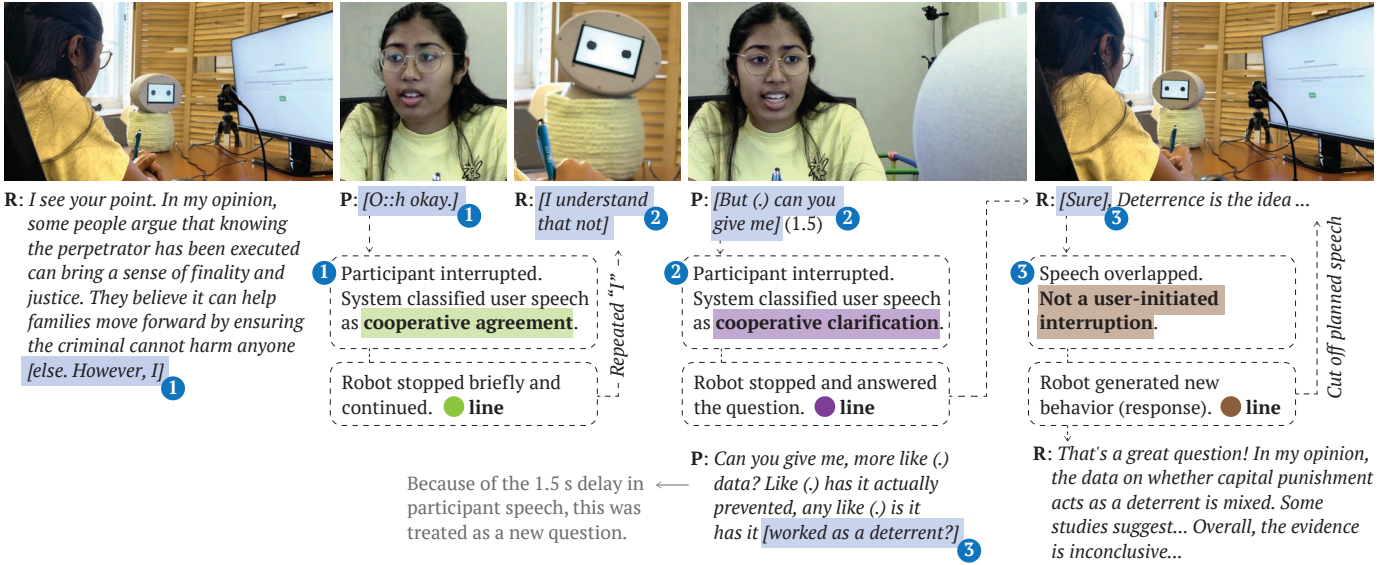 R: I see your point. In my opinion,
some people argue that knowing
the perpetrator has been executed
can bring a sense of finality and
justice. They believe it can help
families move forward by ensuring
the criminal cannot harm anyone
[else. However, I] 1
P: [O::h okay.] 1
1 Participant interrupted.
System classified user speech
as cooperative agreement.
Robot stopped briefly and
continued. line
Repeated “I”
R: [I understand
that not] 2
P: [But (.) can you
give me] (1.5) 2
2 Participant interrupted.
System classified user speech
as cooperative clarification.
Robot stopped and answered
the question. line
P: Can you give me, more like (.)
data? Like (.) has it actually
prevented, any like (.) is it
has it [worked as a deterrent?] 3
Because of the 1.5 s delay in
participant speech, this was
treated as a new question.
R: [Sure], Deterrence is the idea ...
3
3 Speech overlapped.
Not a user-initiated
interruption.
Robot generated new
behavior (response). line
Cut off planned speech
R: That's a great question! In my opinion,
the data on whether capital punishment
acts as a deterrent is mixed. Some
studies suggest... Overall, the evidence
is inconclusive...